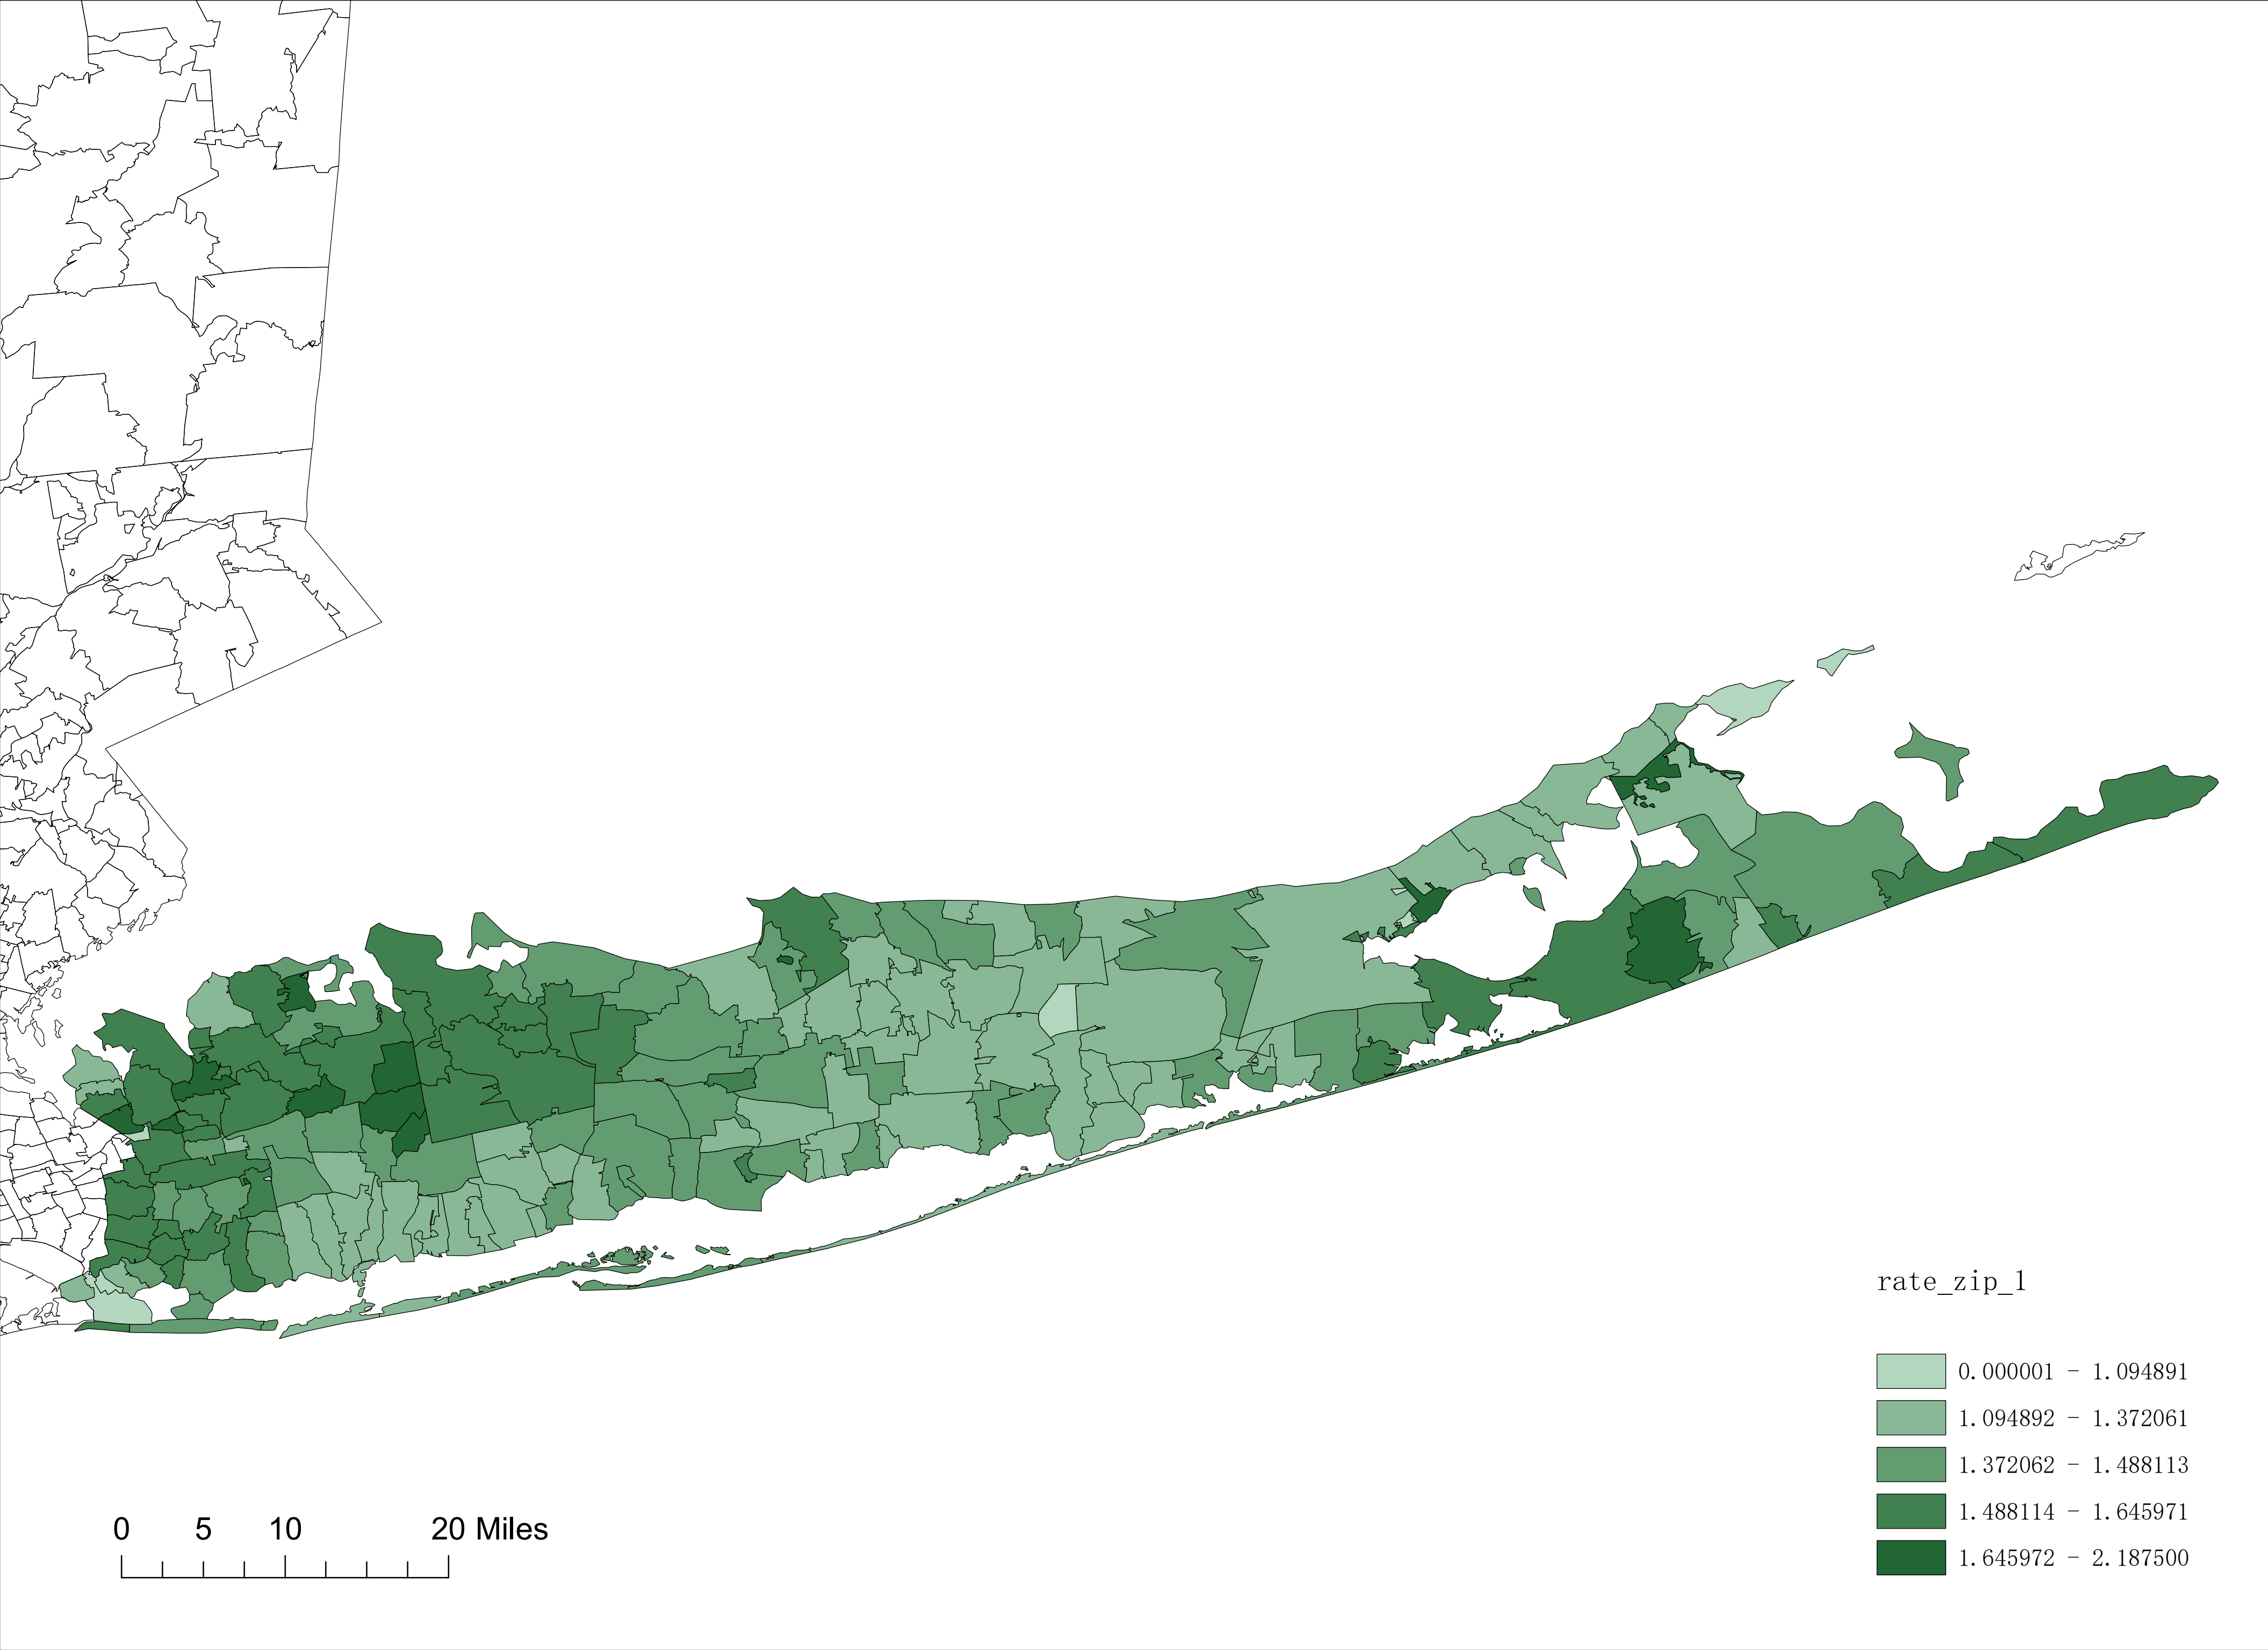 rate_zip_1
0.000001 - 1.094891
1.094892 - 1.372061
1.372062 - 1.488113
1.488114 - 1.645971
1.645972 - 2.187500
0 5 10 20 Miles